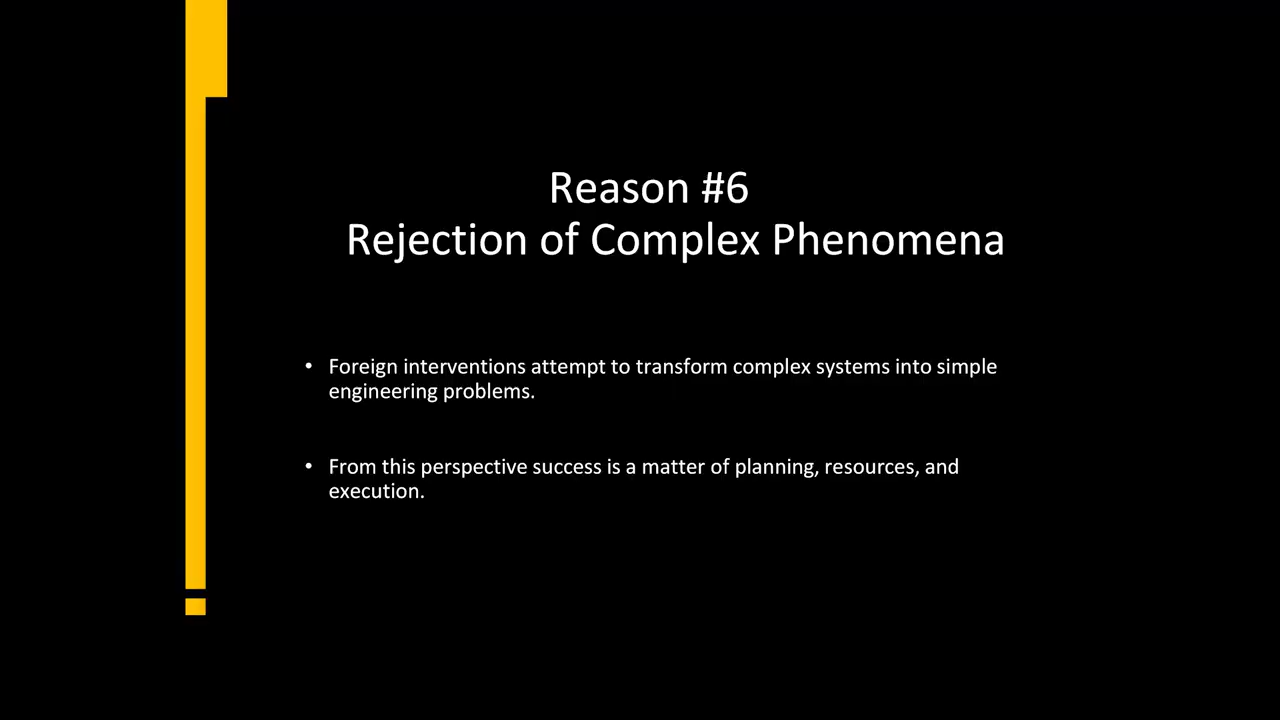 Reason #6
Rejection of Complex Phenomena
• Foreign interventions attempt to transform complex systems into simple
engineering problems.
• From this perspective success is a matter of planning, resources, and
execution.